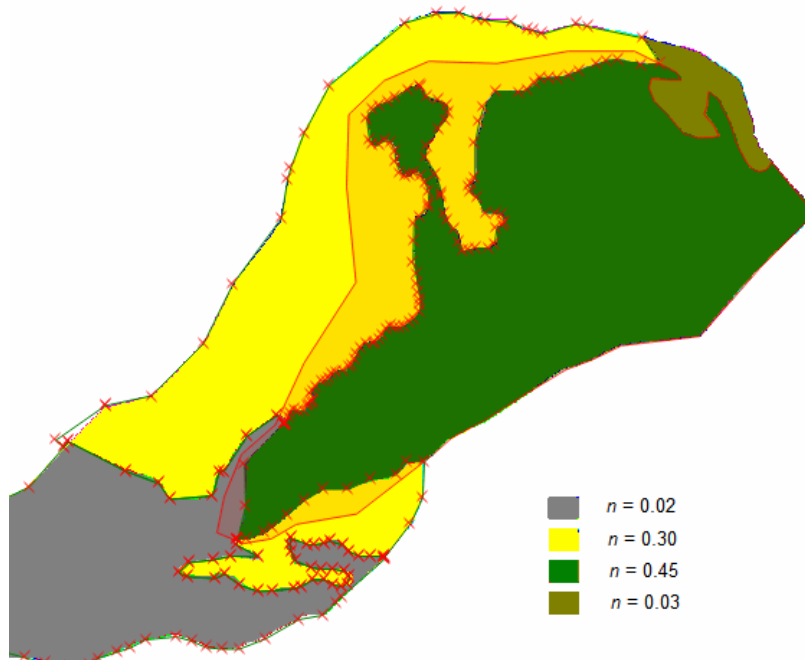 n = 0.02
n = 0.30
n = 0.45
n = 0.03